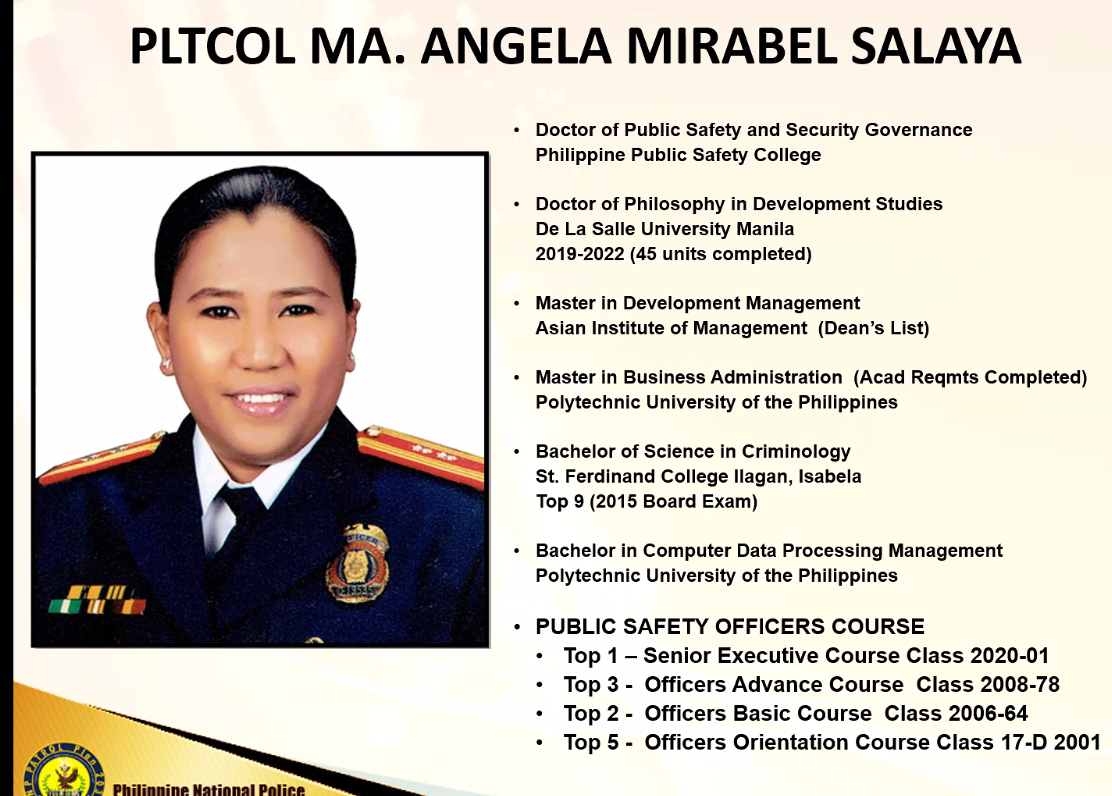 PLTCOL MA. ANGELA MIRABEL SALAYA
• Doctor of Public Safety and Security Governance
Philippine Public Safety College
• Doctor of Philosophy in Development Studies
De La Salle University Manila
2019-2022 (45 units completed)
• Master in Development Management
Asian Institute of Management (Dean’s List)
• Master in Business Administration (Acad Reqmts Completed)
Polytechnic University of the Philippines
• Bachelor of Science in Criminology
St. Ferdinand College Ilagan, Isabela
Top 9 (2015 Board Exam)
• Bachelor in Computer Data Processing Management
Polytechnic University of the Philippines
• PUBLIC SAFETY OFFICERS COURSE
• Top 1 – Senior Executive Course Class 2020-01
• Top 3 - Officers Advance Course Class 2008-78
• Top 2 - Officers Basic Course Class 2006-64
• Top 5 - Officers Orientation Course Class 17-D 2001
PATROL Plan
Philippine National Police